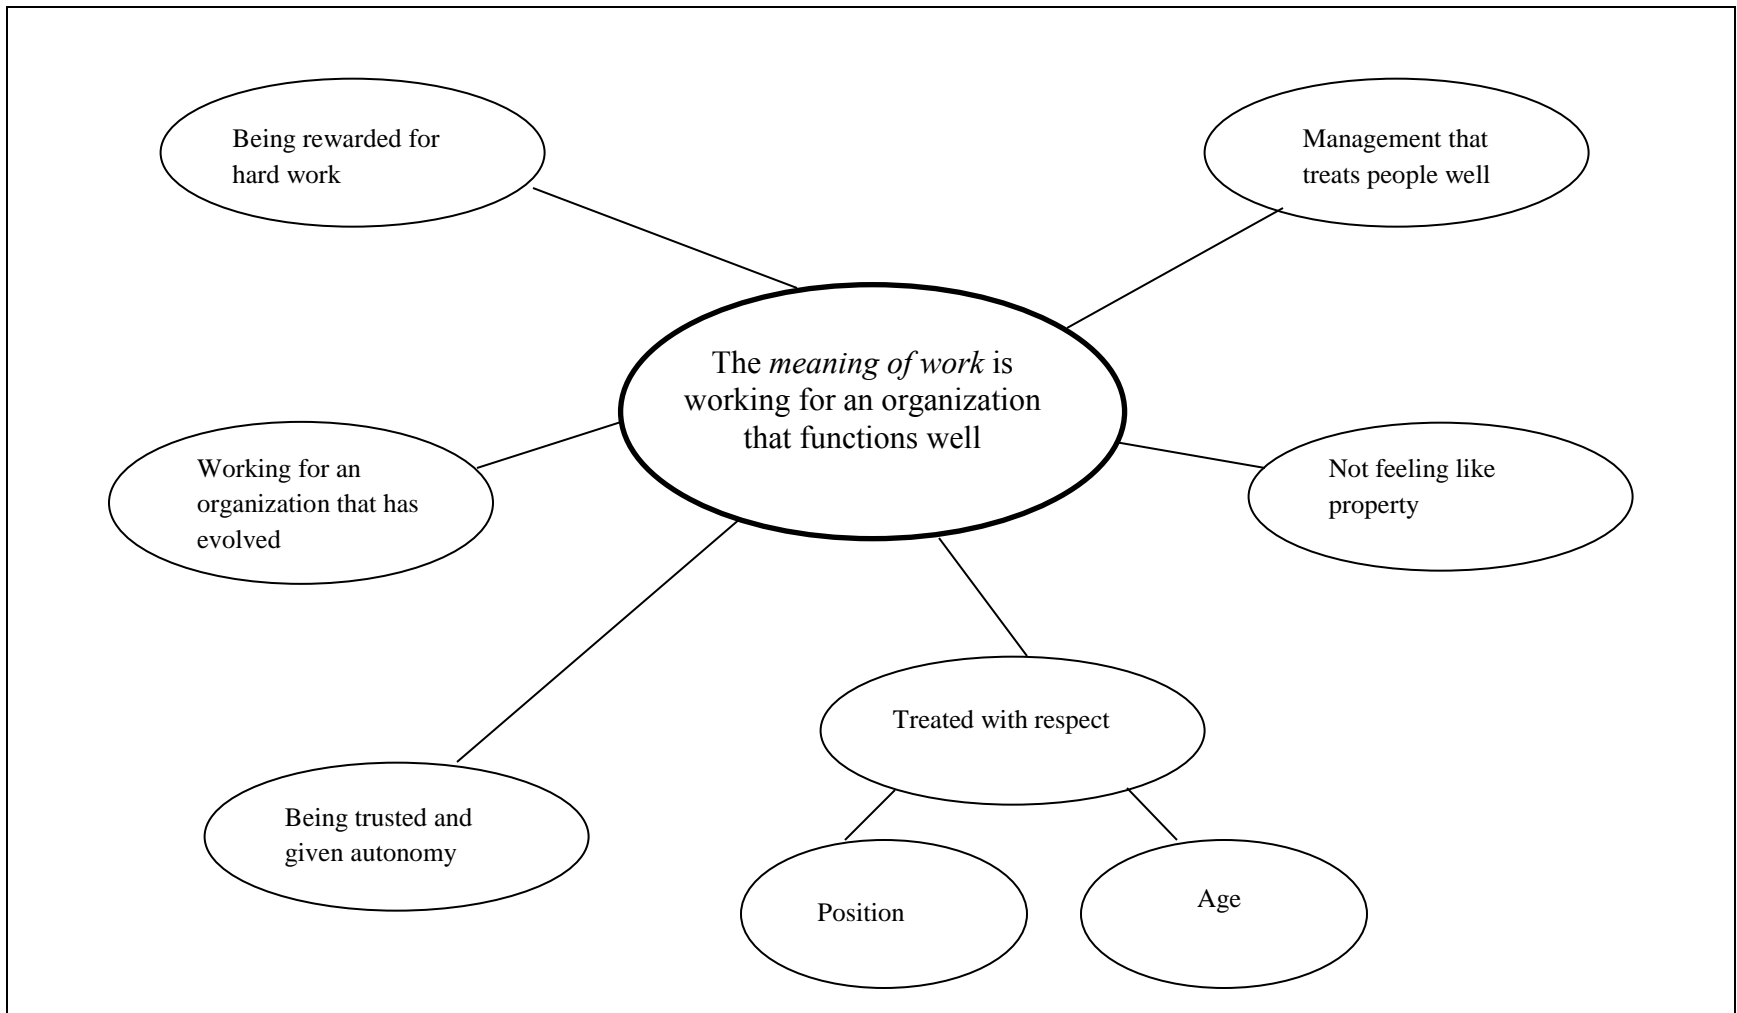 Being rewarded for
hard work
Management that
treats people well
The meaning of work is
working for an organization
that functions well
Working for an
organization that has
evolved
Not feeling like
property
Treated with respect
Being trusted and
given autonomy
Position
Age